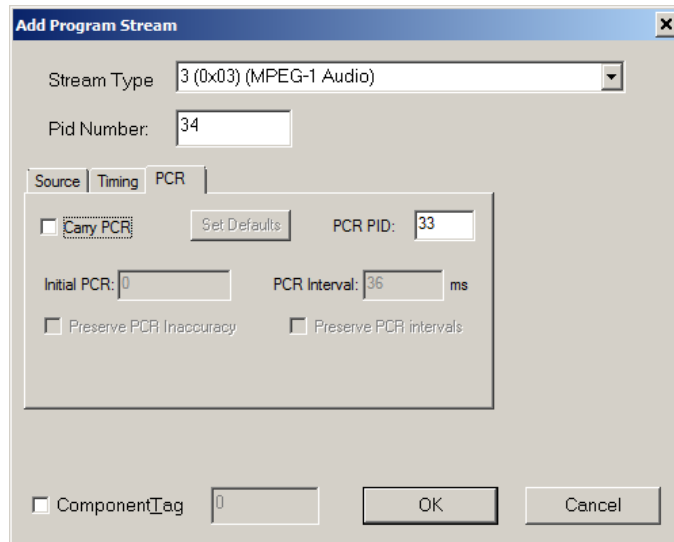 Add Program Stream
Stream Type 3 (0x03) (MPEG-1 Audio)
Pid Number: 34
Source Timing PCR
Carry PCR Set Defaults PCR PID: 33
Initial PCR: 0 PCR Interval: 36 ms
Preserve PCR Inaccuracy Preserve PCR intervals
ComponentTag 0 OK Cancel